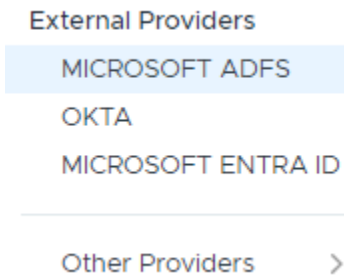 External Providers
MICROSOFT ADFS
OKTA
MICROSOFT ENTRA ID
Other Providers